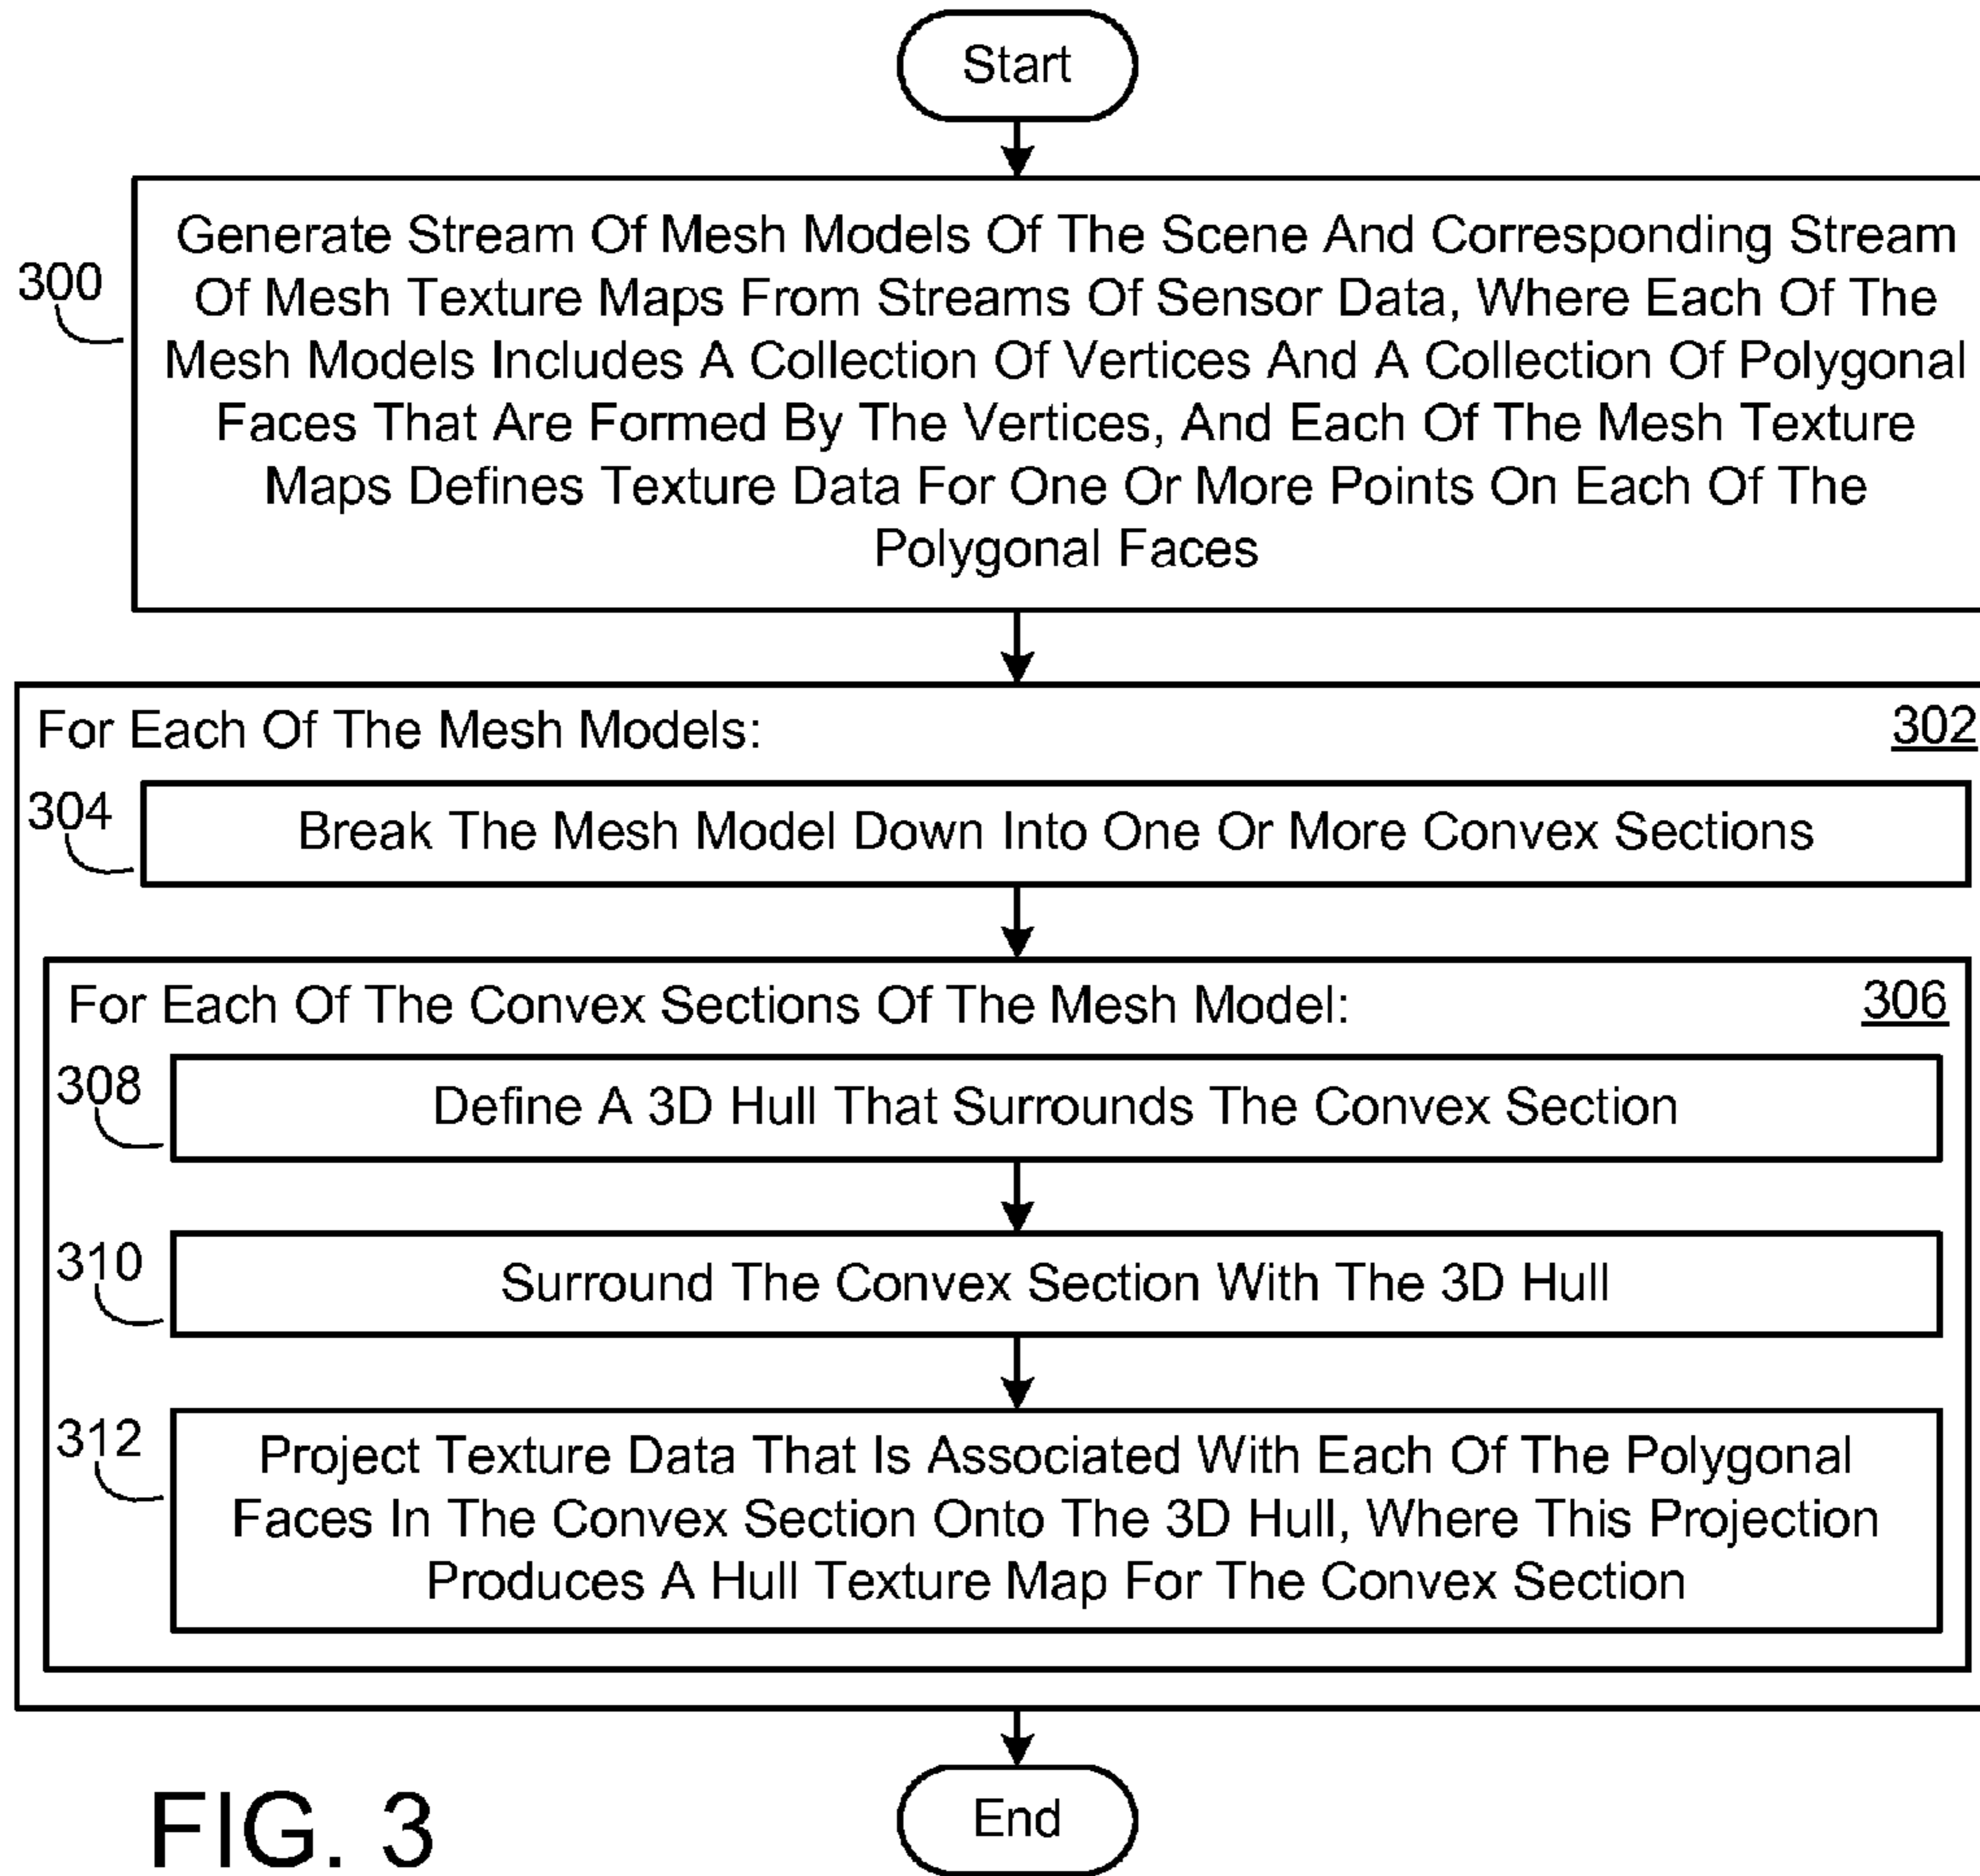 Start
300
Generate Stream Of Mesh Models Of The Scene And Corresponding Stream
Of Mesh Texture Maps From Streams Of Sensor Data, Where Each Of The
Mesh Models Includes A Collection Of Vertices And A Collection Of Polygonal
Faces That Are Formed By The Vertices, And Each Of The Mesh Texture
Maps Defines Texture Data For One Or More Points On Each Of The
Polygonal Faces
For Each Of The Mesh Models:
302
304
Break The Mesh Model Down Into One Or More Convex Sections
For Each Of The Convex Sections Of The Mesh Model:
306
308
Define A 3D Hull That Surrounds The Convex Section
310
Surround The Convex Section With The 3D Hull
312
Project Texture Data That Is Associated With Each Of The Polygonal
Faces In The Convex Section Onto The 3D Hull, Where This Projection
Produces A Hull Texture Map For The Convex Section
End
FIG. 3